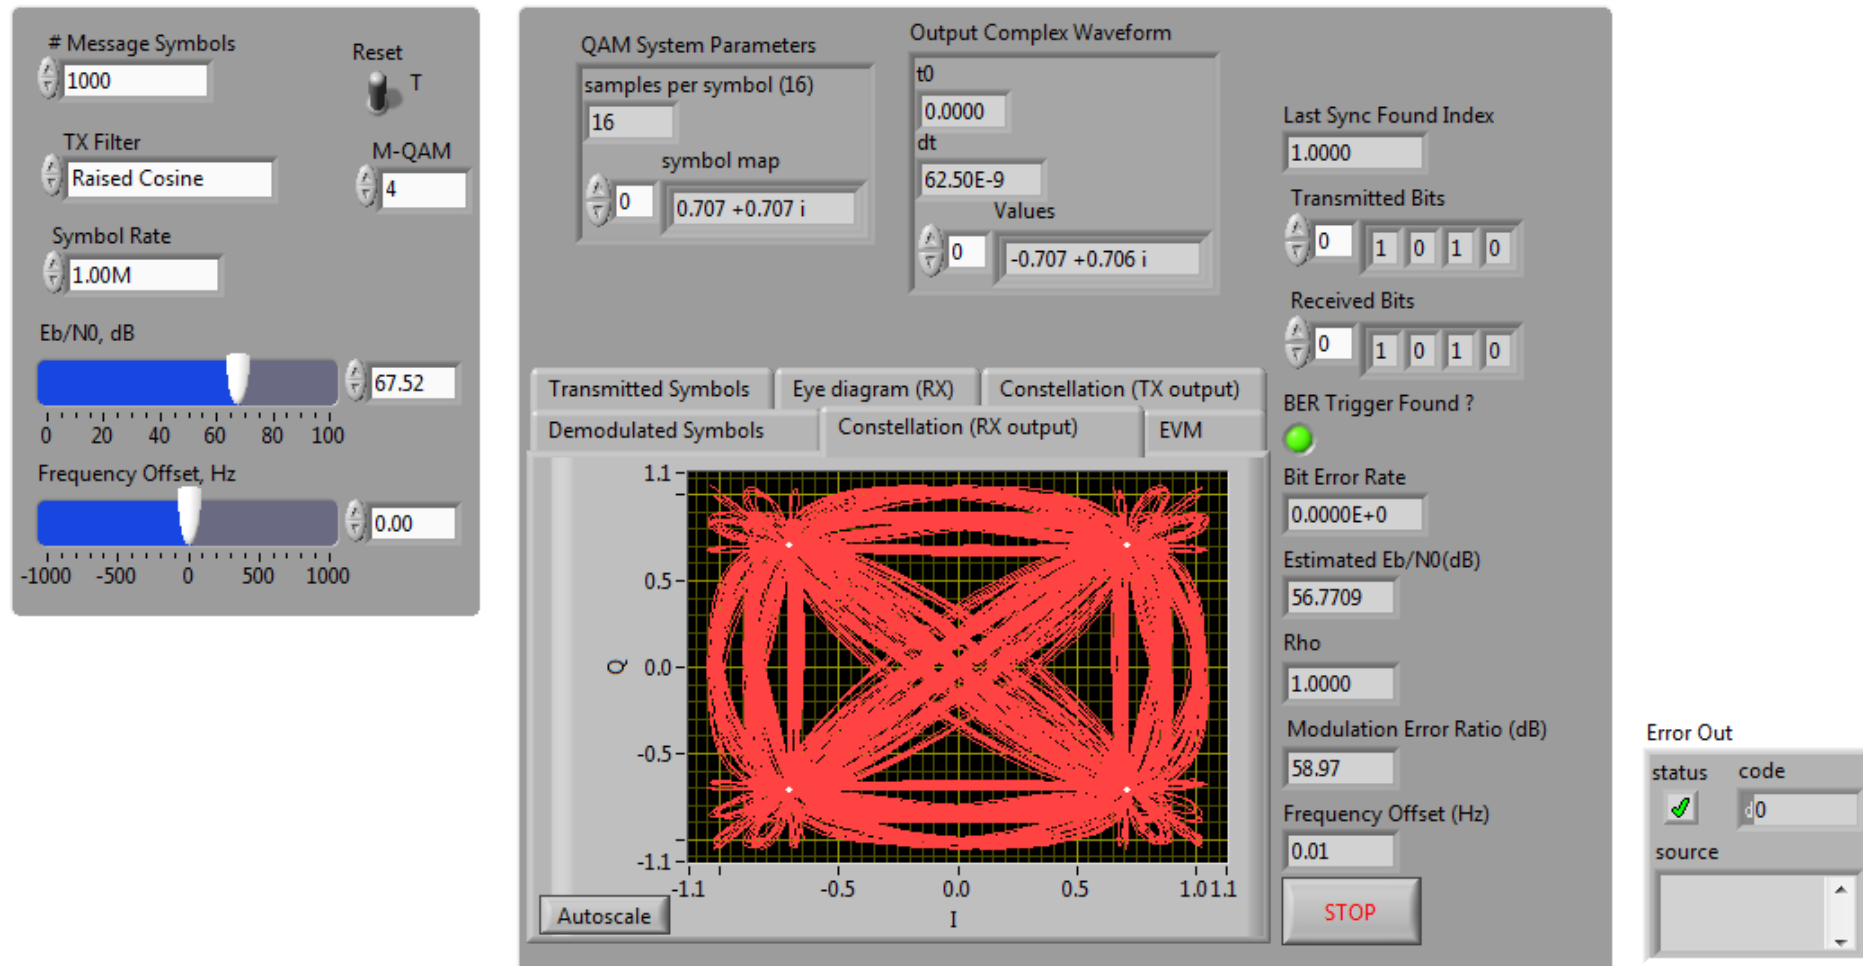 # Message Symbols
1000
Reset
T
TX Filter
Raised Cosine
M-QAM
4
Symbol Rate
1.00M
Eb/N0, dB
67.52
0 20 40 60 80 100
Frequency Offset, Hz
0.00
-1000 -500 0 500 1000
QAM System Parameters
samples per symbol (16)
16
symbol map
0
0.707 +0.707 i
Output Complex Waveform
t0
0.0000
dt
62.50E-9
Values
0
-0.707 +0.706 i
Transmitted Symbols
Eye diagram (RX)
Constellation (TX output)
Demodulated Symbols
Constellation (RX output)
EVM
1.1
0.5
Q
0.0
-0.5
-1.1
-1.1 -0.5 0.0 0.5 1.0 1.1
I
Autoscale
Last Sync Found Index
1.0000
Transmitted Bits
0 1 0 1 0
Received Bits
0 1 0 1 0
BER Trigger Found ?
Bit Error Rate
0.0000E+0
Estimated Eb/N0(dB)
56.7709
Rho
1.0000
Modulation Error Ratio (dB)
58.97
Frequency Offset (Hz)
0.01
STOP
Error Out
status
code
d0
source